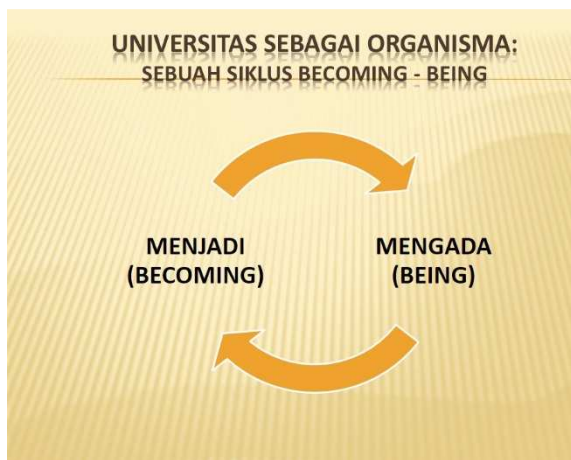 UNIVERSITAS SEBAGAI ORGANISMA:
SEBUAH SIKLUS BECOMING - BEING
MENJADI
(BECOMING)
MENGADA
(BEING)